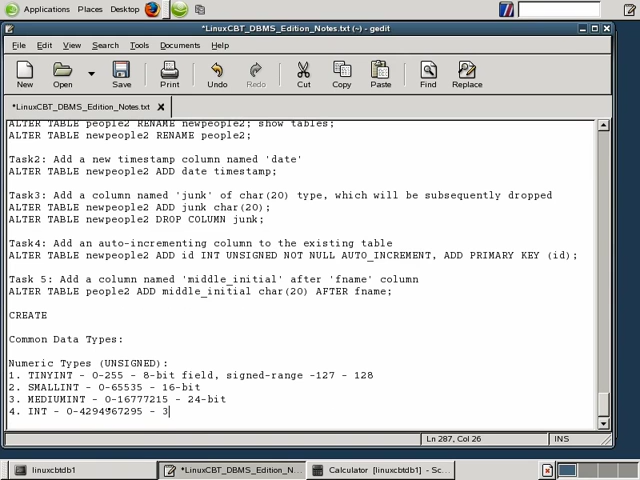 Applications Places Desktop
*LinuxCBT_DBMS_Edition_Notes.txt (~) - gedit
File Edit View Search Tools Documents Help
New Open Save Print Undo Redo Cut Copy Paste Find Replace
*LinuxCBT_DBMS_Edition_Notes.txt
ALTER TABLE people2 RENAME newpeople2; show tables;
ALTER TABLE newpeople2 RENAME people2;
Task2: Add a new timestamp column named 'date'
ALTER TABLE newpeople2 ADD date timestamp;
Task3: Add a column named 'junk' of char(20) type, which will be subsequently dropped
ALTER TABLE newpeople2 ADD junk char(20);
ALTER TABLE newpeople2 DROP COLUMN junk;
Task4: Add an auto-incrementing column to the existing table
ALTER TABLE newpeople2 ADD id INT UNSIGNED NOT NULL AUTO_INCREMENT, ADD PRIMARY KEY (id);
Task 5: Add a column named 'middle_initial' after 'fname' column
ALTER TABLE people2 ADD middle_initial char(20) AFTER fname;
CREATE
Common Data Types:
Numeric Types (UNSIGNED):
1. TINYINT - 0-255 - 8-bit field, signed-range -127 - 128
2. SMALLINT - 0-65535 - 16-bit
3. MEDIUMINT - 0-16777215 - 24-bit
4. INT - 0-4294967295 - 3
Ln 287, Col 26 INS
linuxcbtdb1 *LinuxCBT_DBMS_Edition_N... Calculator [linuxcbtdb1] - Sc...